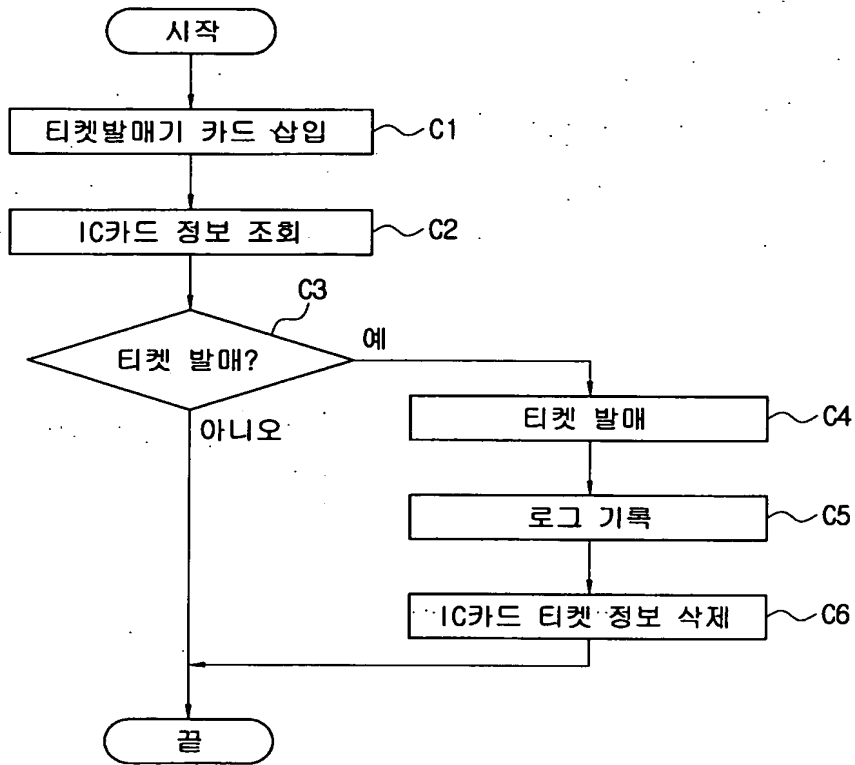 시작
티켓발매기 카드 삽입
C1
IC카드 정보 조회
C2
C3
티켓 발매?
예
아니오
티켓 발매
C4
로그 기록
C5
IC카드 티켓 정보 삭제
C6
끝